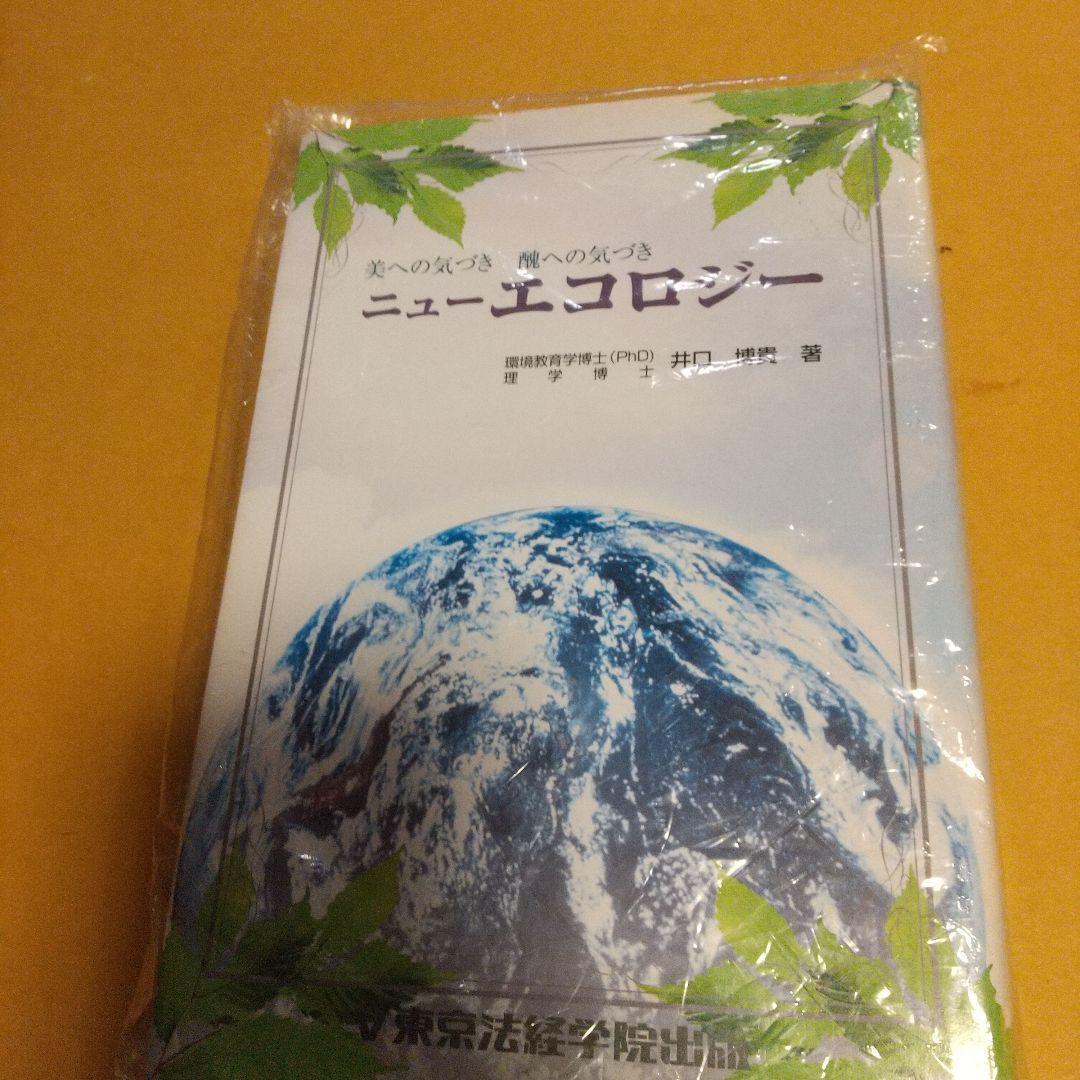 美への気づき 醜への気づき
ニューエコロジー
環境教育学博士(PhD)
理学博士
井口 博貴 著
東京法経学院出版